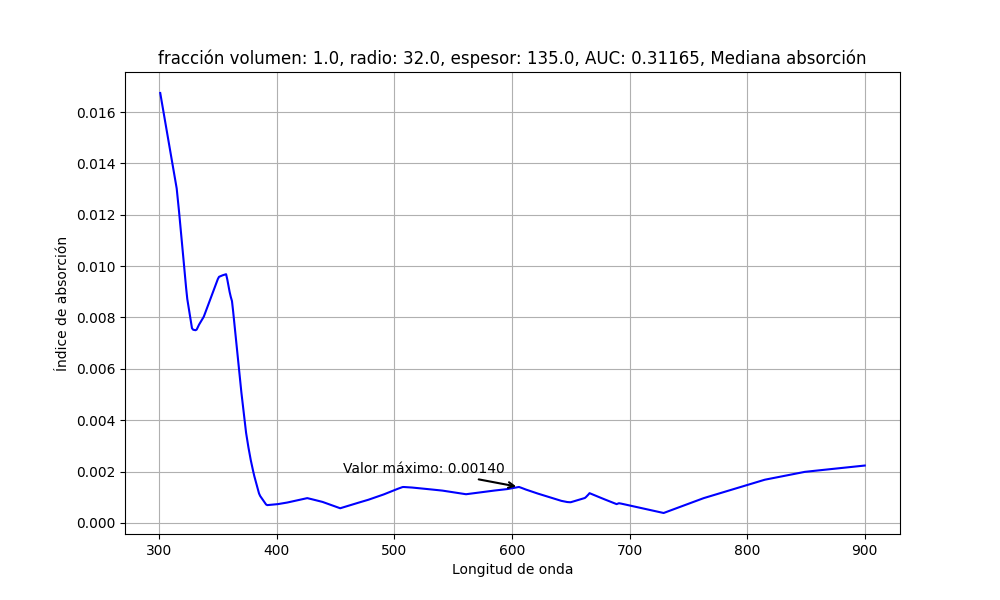 fracción volumen: 1.0, radio: 32.0, espesor: 135.0, AUC: 0.31165, Mediana absorción
0.016
0.014
0.012
0.010
0.008
0.006
0.004
0.002
0.000
Índice de absorción
Valor máximo: 0.00140
300 400 500 600 700 800 900
Longitud de onda